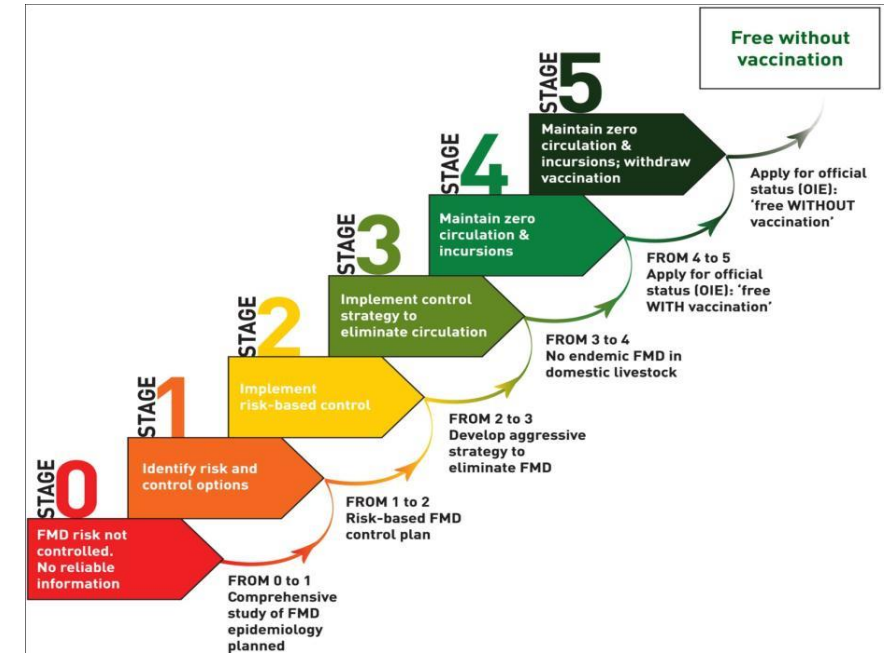 Free without
vaccination
STAGE
5
Maintain zero
circulation &
incursions; withdraw
vaccination
Apply for official
status (OIE):
‘free WITHOUT
vaccination’
STAGE
4
Maintain zero
circulation &
incursions
FROM 4 to 5
Apply for official
status (OIE): ‘free
WITH vaccination’
STAGE
3
Implement control
strategy to
eliminate circulation
FROM 3 to 4
No endemic FMD in
domestic livestock
STAGE
2
Implement
risk-based control
FROM 2 to 3
Develop aggressive
strategy to
eliminate FMD
STAGE
1
Identify risk and
control options
FROM 1 to 2
Risk-based FMD
control plan
STAGE
0
FMD risk not
controlled.
No reliable
information
FROM 0 to 1
Comprehensive
study of FMD
epidemiology
planned